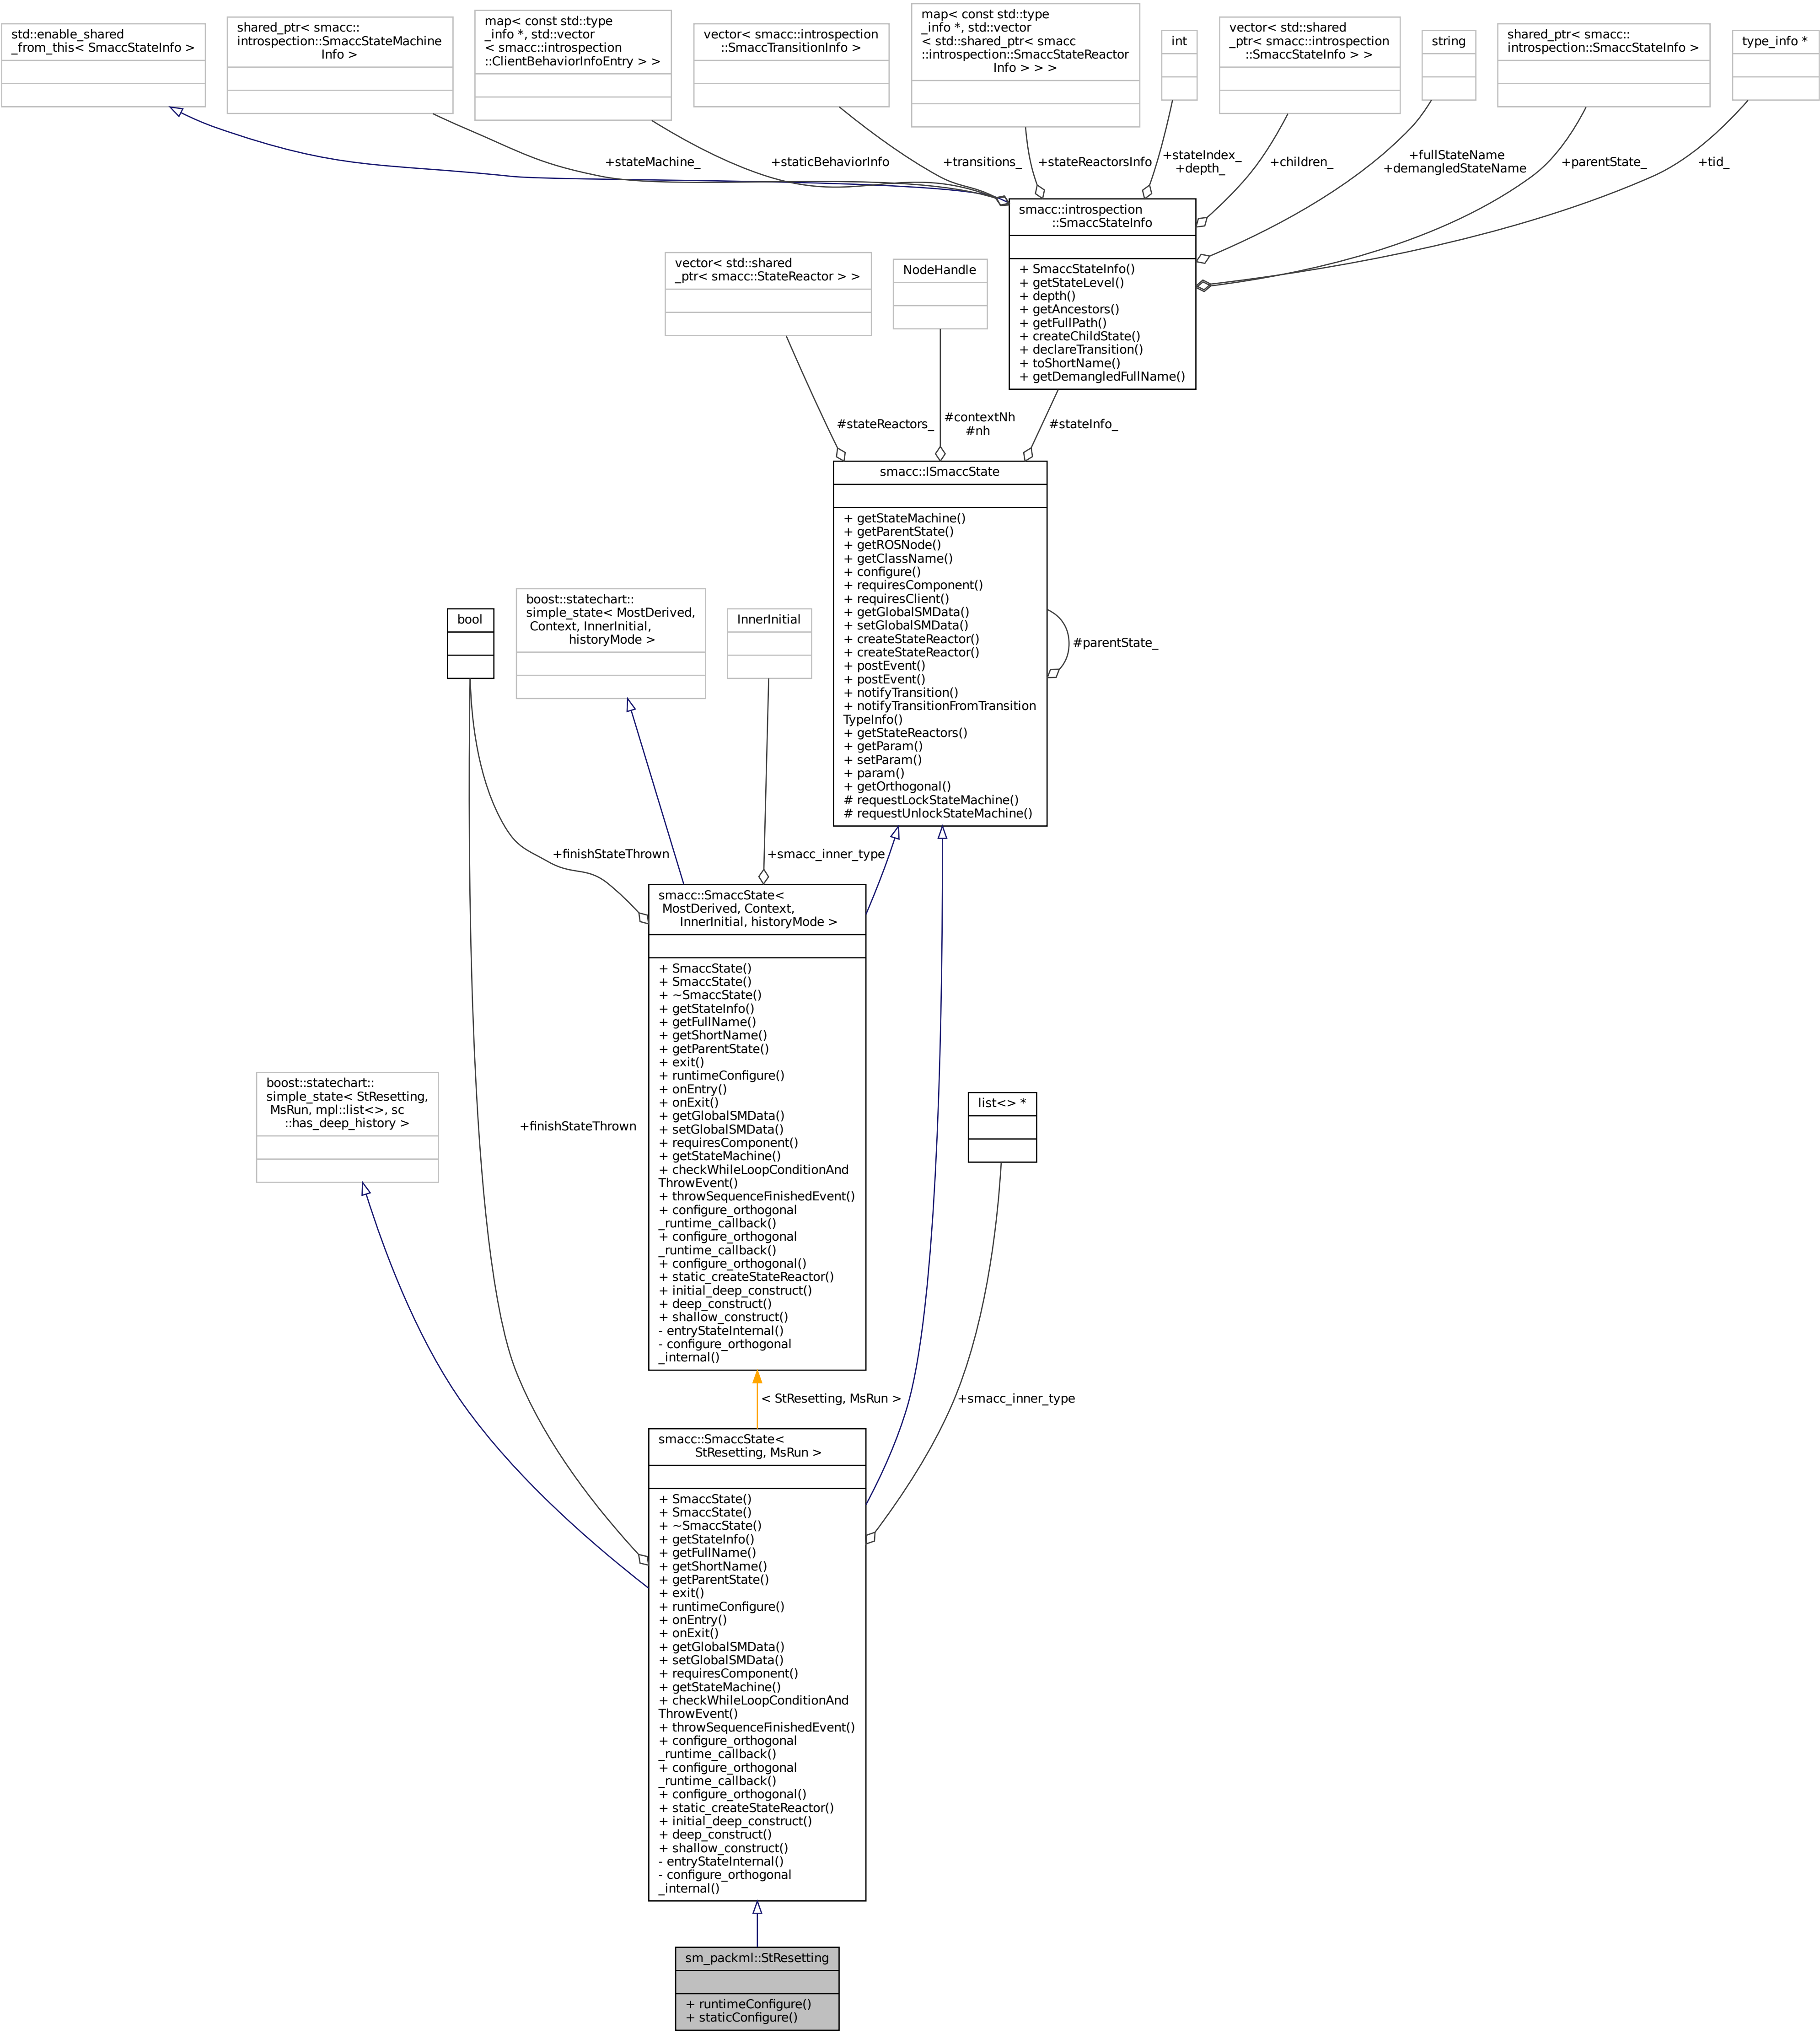 std::enable_shared
_from_this< SmaccStateInfo >
shared_ptr< smacc::
introspection::SmaccStateMachine
Info >
map< const std::type
_info *, std::vector
< smacc::introspection
::ClientBehaviorInfoEntry > >
vector< smacc::introspection
::SmaccTransitionInfo >
map< const std::type
_info *, std::vector
< std::shared_ptr< smacc
::introspection::SmaccStateReactor
Info > > >
int
vector< std::shared
_ptr< smacc::introspection
::SmaccStateInfo > >
string
shared_ptr< smacc::
introspection::SmaccStateInfo >
type_info *
+stateMachine_
+staticBehaviorInfo
+transitions_
+stateReactorsInfo
+stateIndex_
+depth_
+children_
+fullStateName
+demangledStateName
+parentState_
+tid_
smacc::introspection
::SmaccStateInfo
+ SmaccStateInfo()
+ getStateLevel()
+ depth()
+ getAncestors()
+ getFullPath()
+ createChildState()
+ declareTransition()
+ toShortName()
+ getDemangledFullName()
vector< std::shared
_ptr< smacc::StateReactor > >
NodeHandle
#stateReactors_
#contextNh
#nh
#stateInfo_
smacc::ISmaccState
+ getStateMachine()
+ getParentState()
+ getROSNode()
+ getClassName()
+ configure()
+ requiresComponent()
+ requiresClient()
+ getGlobalSMData()
+ setGlobalSMData()
+ createStateReactor()
+ createStateReactor()
+ postEvent()
+ postEvent()
+ notifyTransition()
+ notifyTransitionFromTransition
TypeInfo()
+ getStateReactors()
+ getParam()
+ setParam()
+ param()
+ getOrthogonal()
# requestLockStateMachine()
# requestUnlockStateMachine()
#parentState_
bool
boost::statechart::
simple_state< MostDerived,
Context, InnerInitial,
historyMode >
InnerInitial
+finishStateThrown
+smacc_inner_type
smacc::SmaccState<
MostDerived, Context,
InnerInitial, historyMode >
+ SmaccState()
+ SmaccState()
+ ~SmaccState()
+ getStateInfo()
+ getFullName()
+ getShortName()
+ getParentState()
+ exit()
+ runtimeConfigure()
+ onEntry()
+ onExit()
+ getGlobalSMData()
+ setGlobalSMData()
+ requiresComponent()
+ getStateMachine()
+ checkWhileLoopConditionAnd
ThrowEvent()
+ throwSequenceFinishedEvent()
+ configure_orthogonal
_runtime_callback()
+ configure_orthogonal
_runtime_callback()
+ configure_orthogonal()
+ static_createStateReactor()
+ initial_deep_construct()
+ deep_construct()
+ shallow_construct()
- entryStateInternal()
- configure_orthogonal
_internal()
boost::statechart::
simple_state< StResetting,
MsRun, mpl::list<>, sc
::has_deep_history >
+finishStateThrown
list<> *
< StResetting, MsRun >
+smacc_inner_type
smacc::SmaccState<
StResetting, MsRun >
+ SmaccState()
+ SmaccState()
+ ~SmaccState()
+ getStateInfo()
+ getFullName()
+ getShortName()
+ getParentState()
+ exit()
+ runtimeConfigure()
+ onEntry()
+ onExit()
+ getGlobalSMData()
+ setGlobalSMData()
+ requiresComponent()
+ getStateMachine()
+ checkWhileLoopConditionAnd
ThrowEvent()
+ throwSequenceFinishedEvent()
+ configure_orthogonal
_runtime_callback()
+ configure_orthogonal
_runtime_callback()
+ configure_orthogonal()
+ static_createStateReactor()
+ initial_deep_construct()
+ deep_construct()
+ shallow_construct()
- entryStateInternal()
- configure_orthogonal
_internal()
sm_packml::StResetting
+ runtimeConfigure()
+ staticConfigure()